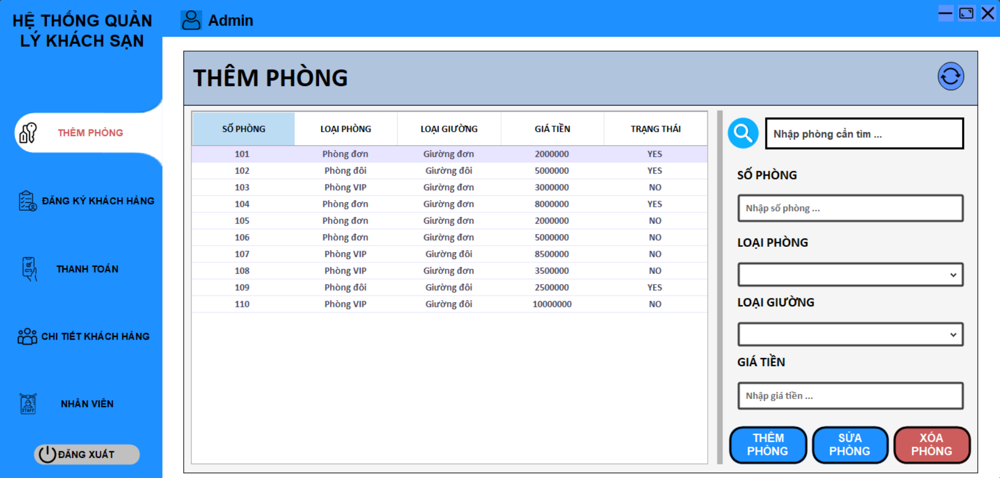 HỆ THỐNG QUẢN
LÝ KHÁCH SẠN
Admin
THÊM PHÒNG
ĐĂNG KÝ KHÁCH HÀNG
THANH TOÁN
CHI TIẾT KHÁCH HÀNG
STAFF
NHÂN VIÊN
ĐĂNG XUẤT
THÊM PHÒNG
SỐ PHÒNG LOẠI PHÒNG LOẠI GIƯỜNG GIÁ TIỀN TRẠNG THÁI
101 Phòng đơn Giường đơn 2000000 YES
102 Phòng đôi Giường đôi 5000000 YES
103 Phòng VIP Giường đơn 3000000 NO
104 Phòng đơn Giường đơn 8000000 YES
105 Phòng đơn Giường đơn 2000000 NO
106 Phòng đơn Giường đơn 5000000 NO
107 Phòng VIP Giường đôi 8500000 NO
108 Phòng VIP Giường đơn 3500000 NO
109 Phòng đôi Giường đôi 2500000 YES
110 Phòng VIP Giường đôi 10000000 NO
Nhập phòng cần tìm ...
SỐ PHÒNG
Nhập số phòng ...
LOẠI PHÒNG
LOẠI GIƯỜNG
GIÁ TIỀN
Nhập giá tiền ...
THÊM PHÒNG
SỬA PHÒNG
XÓA PHÒNG